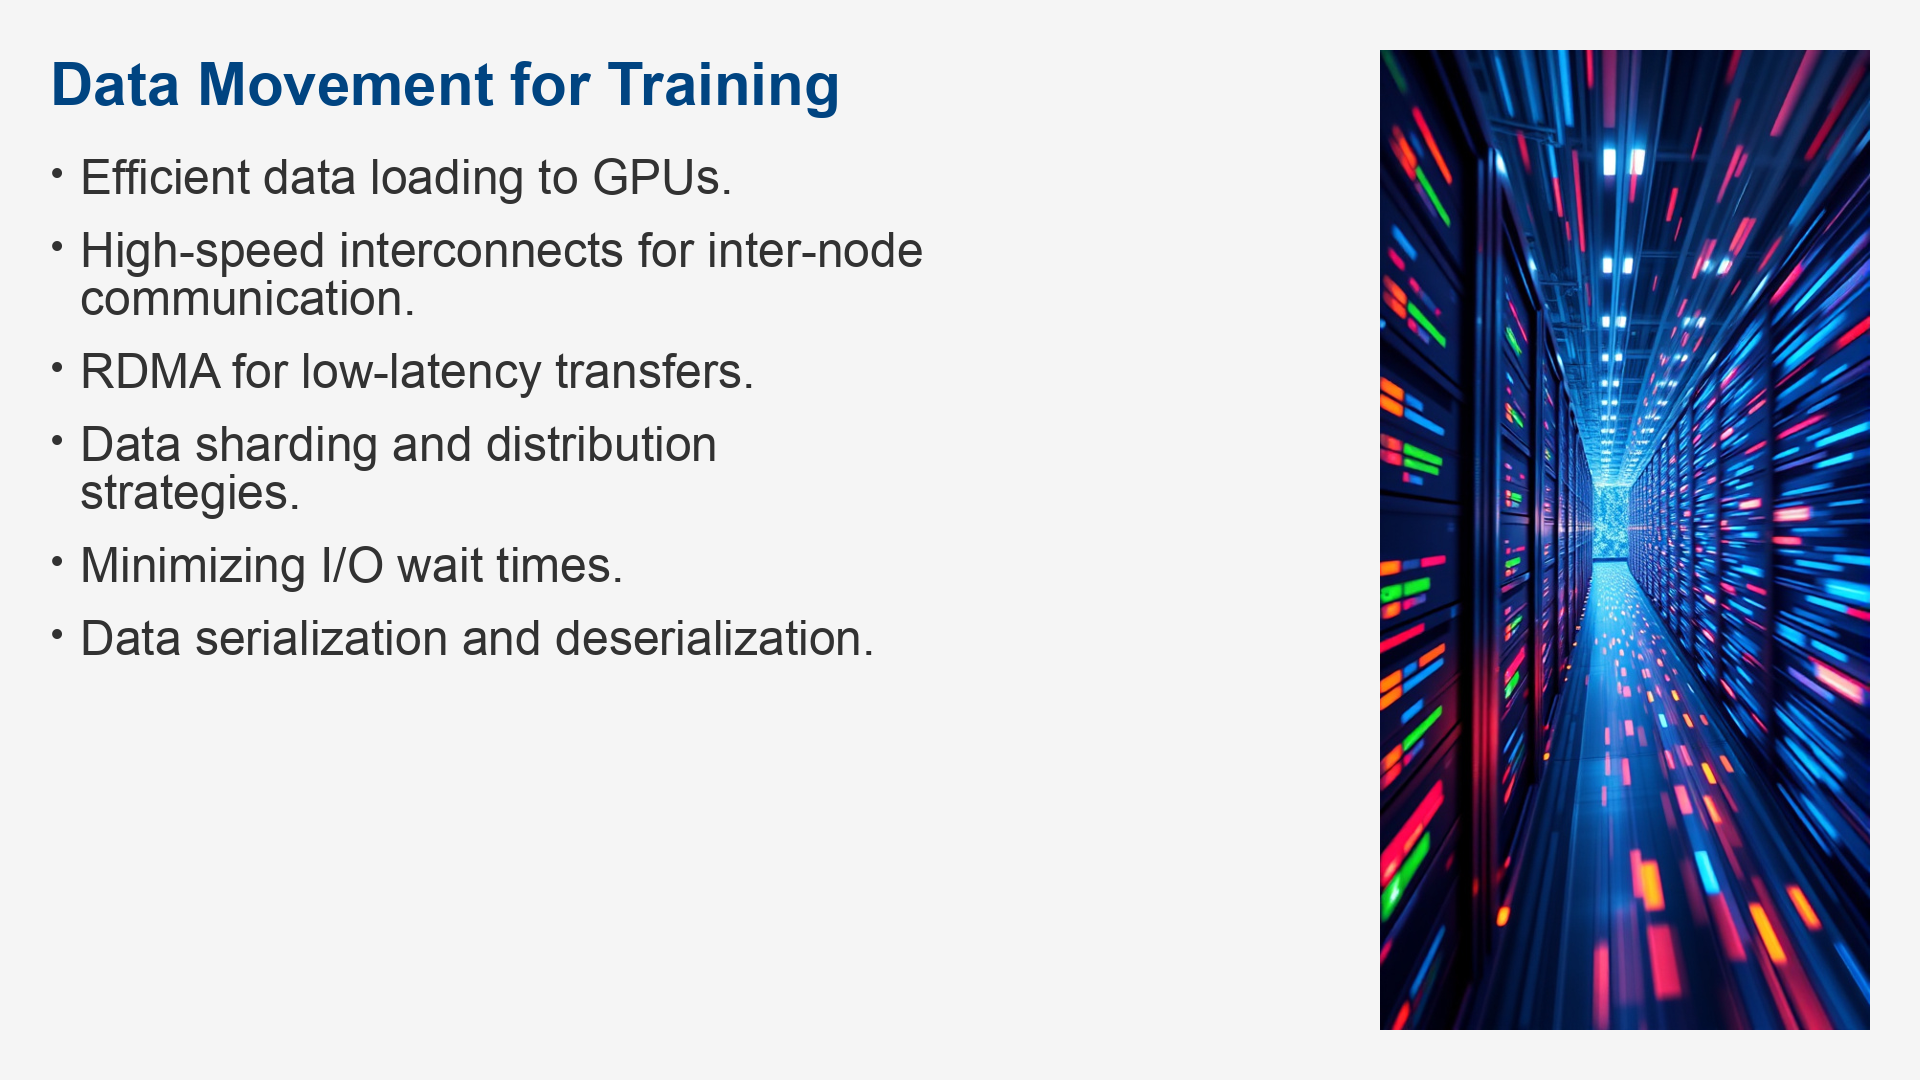 Data Movement for Training
• Efficient data loading to GPUs.
• High-speed interconnects for inter-node
communication.
• RDMA for low-latency transfers.
• Data sharding and distribution
strategies.
• Minimizing I/O wait times.
• Data serialization and deserialization.